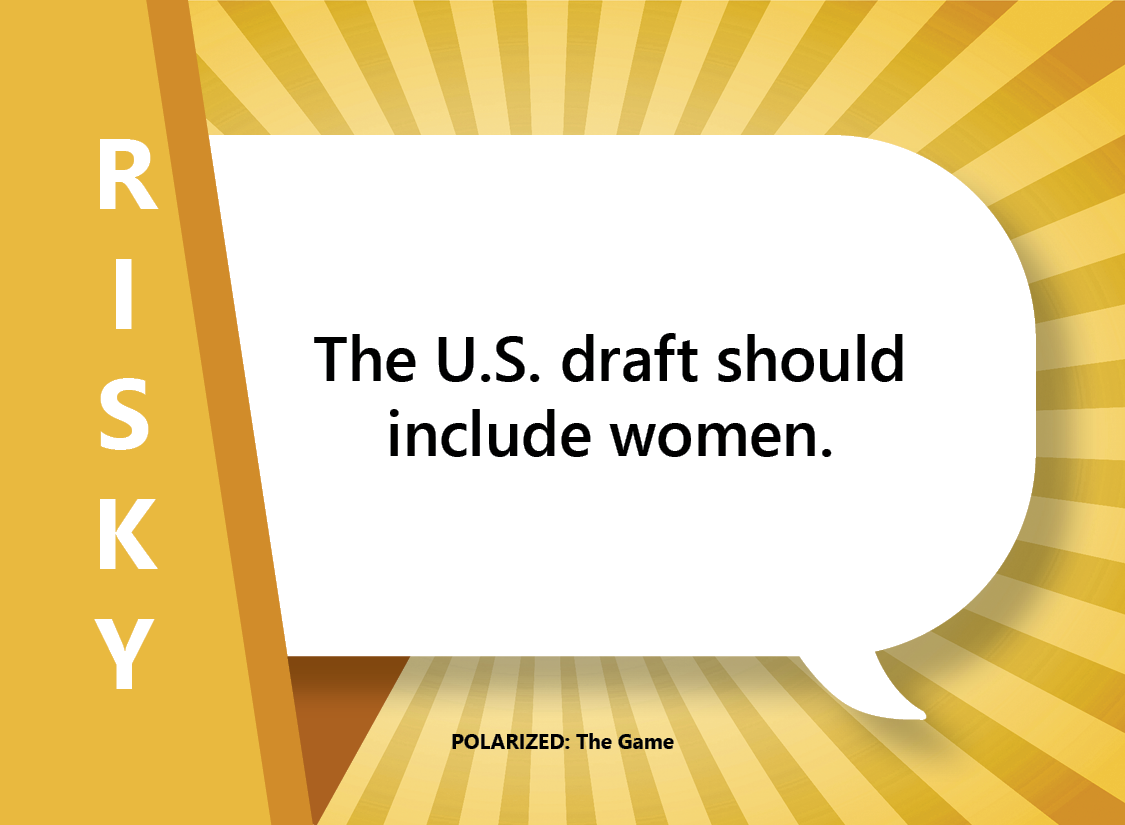 RISKY
The U.S. draft should
include women.
POLARIZED: The Game